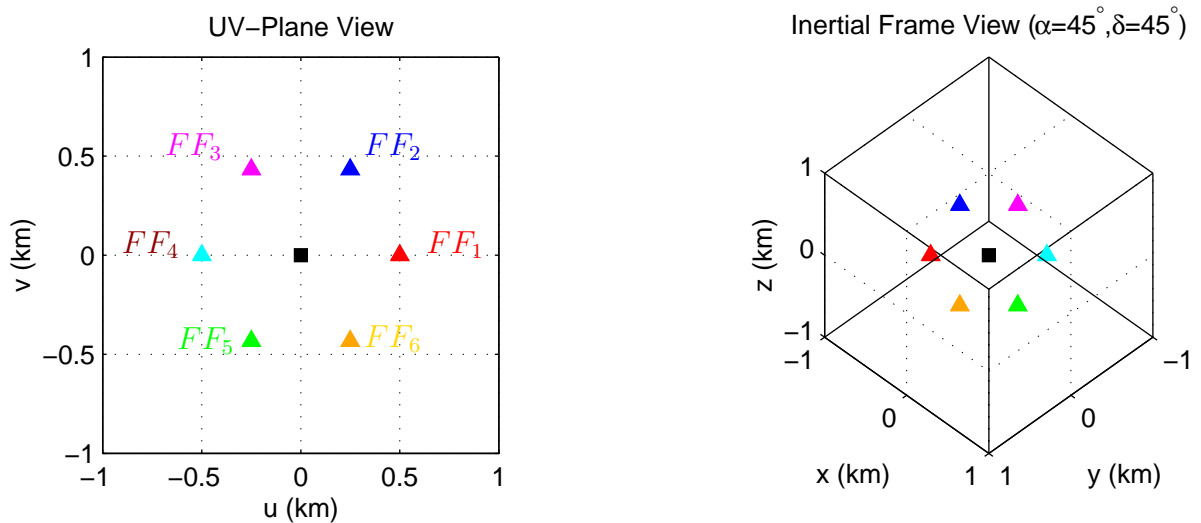 UV−Plane View
1
0.5
0
−0.5
−1
v (km)
FF3
FF2
FF4
FF1
FF5
FF6
−1
−0.5
0
0.5
1
u (km)
Inertial Frame View (α=45°,δ=45°)
1
0
−1
z (km)
−1
0
1
x (km)
1
0
−1
y (km)